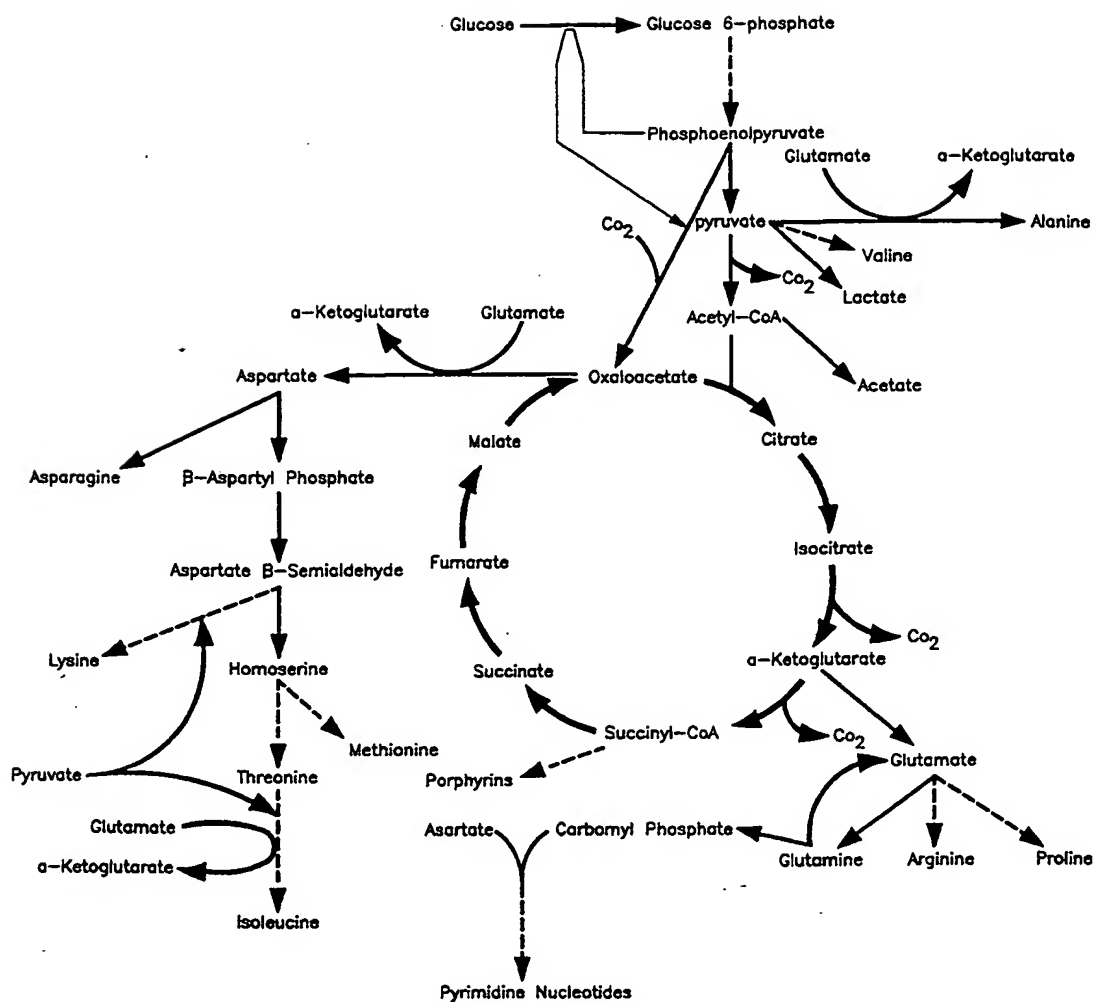 Glucose
Glucose 6-phosphate
Phosphoenolpyruvate
Glutamate
α-Ketoglutarate
Co2
pyruvate
Alanine
Valine
Co2
Lactate
α-Ketoglutarate
Glutamate
Acetyl-CoA
Aspartate
Oxaloacetate
Acetate
Malate
Citrate
Asparagine
β-Aspartyl Phosphate
Isocitrate
Aspartate β-Semialdehyde
Fumarate
Co2
Lysine
Homoserine
Succinate
α-Ketoglutarate
Methionine
Succinyl-CoA
Co2
Pyruvate
Threonine
Porphyrins
Glutamate
Glutamate
Asartate
Carbomyl Phosphate
α-Ketoglutarate
Glutamine
Arginine
Proline
Isoleucine
Pyrimidine Nucleotides